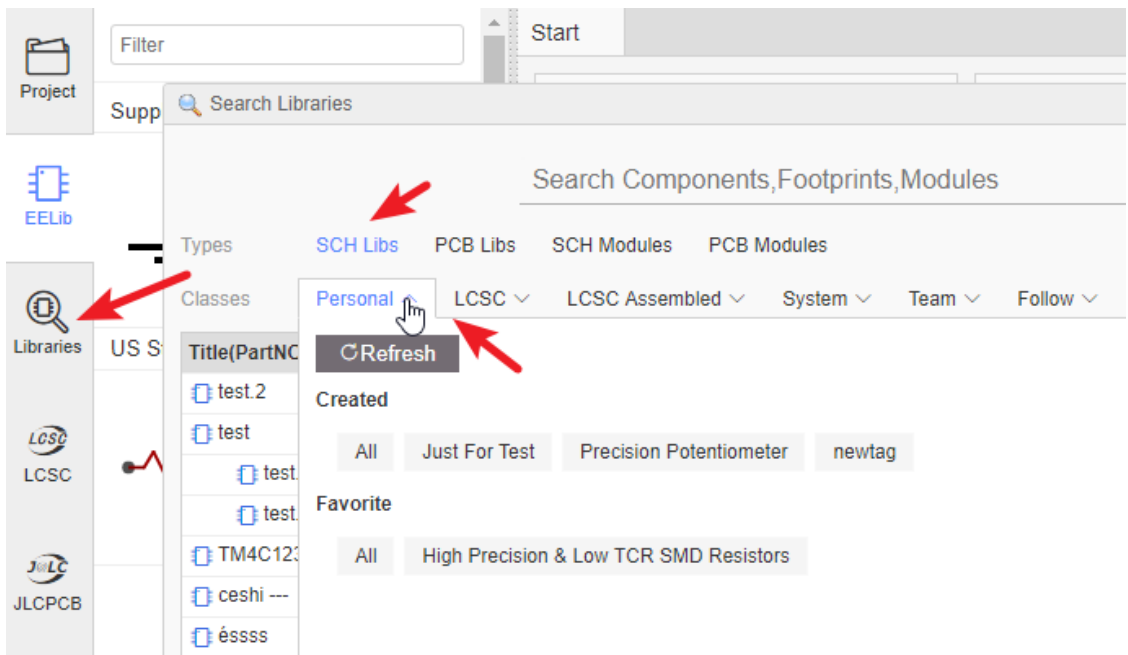 Filter
Start
Project
Supp
Search Libraries
Search Components,Footprints,Modules
EELib
Types SCH Libs PCB Libs SCH Modules PCB Modules
Classes Personal LCSC LCSC Assembled System Team Follow
Libraries
US S
Title(PartNO
Refresh
test.2
Created
test
All Just For Test Precision Potentiometer newtag
LCSC
LCSC
test.
Favorite
test.
TM4C123
All High Precision & Low TCR SMD Resistors
JLC
JLCPCB
ceshi ---
éssss